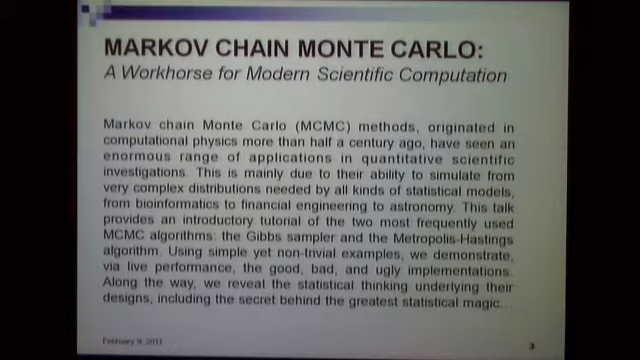 MARKOV CHAIN MONTE CARLO:
A Workhorse for Modern Scientific Computation
Markov chain Monte Carlo (MCMC) methods, originated in
computational physics more than half a century ago, have seen an
enormous range of applications in quantitative scientific
investigations. This is mainly due to their ability to simulate from
very complex distributions needed by all kinds of statistical models,
from bioinformatics to financial engineering to astronomy. This talk
provides an introductory tutorial of the two most frequently used
MCMC algorithms: the Gibbs sampler and the Metropolis-Hastings
algorithm. Using simple yet non-trivial examples, we demonstrate,
via live performance, the good, bad, and ugly implementations.
Along the way, we reveal the statistical thinking underlying their
designs, including the secret behind the greatest statistical magic...
February 9, 2011
3